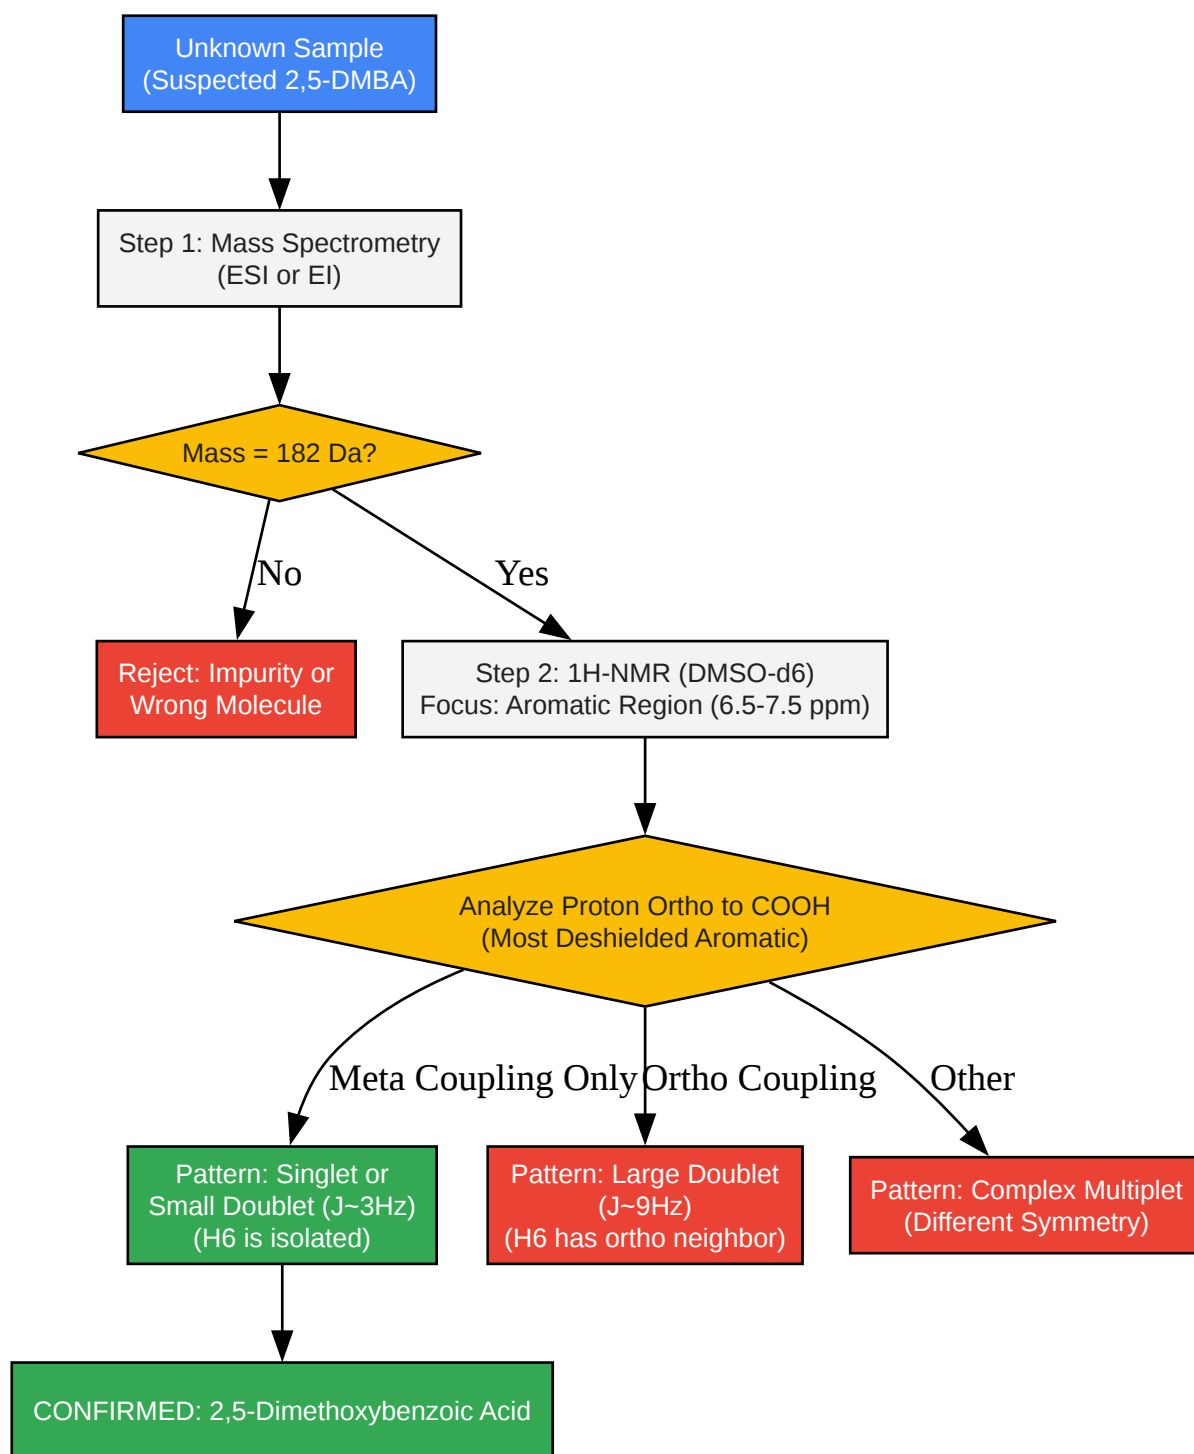 Unknown Sample
(Suspected 2,5-DMBA)
Step 1: Mass Spectrometry
(ESI or EI)
Mass = 182 Da?
No
Yes
Reject: Impurity or
Wrong Molecule
Step 2: 1H-NMR (DMSO-d6)
Focus: Aromatic Region (6.5-7.5 ppm)
Analyze Proton Ortho to COOH
(Most Deshielded Aromatic)
Meta Coupling Only
Ortho Coupling
Other
Pattern: Singlet or
Small Doublet (J~3Hz)
(H6 is isolated)
Pattern: Large Doublet
(J~9Hz)
(H6 has ortho neighbor)
Pattern: Complex Multiplet
(Different Symmetry)
CONFIRMED: 2,5-Dimethoxybenzoic Acid